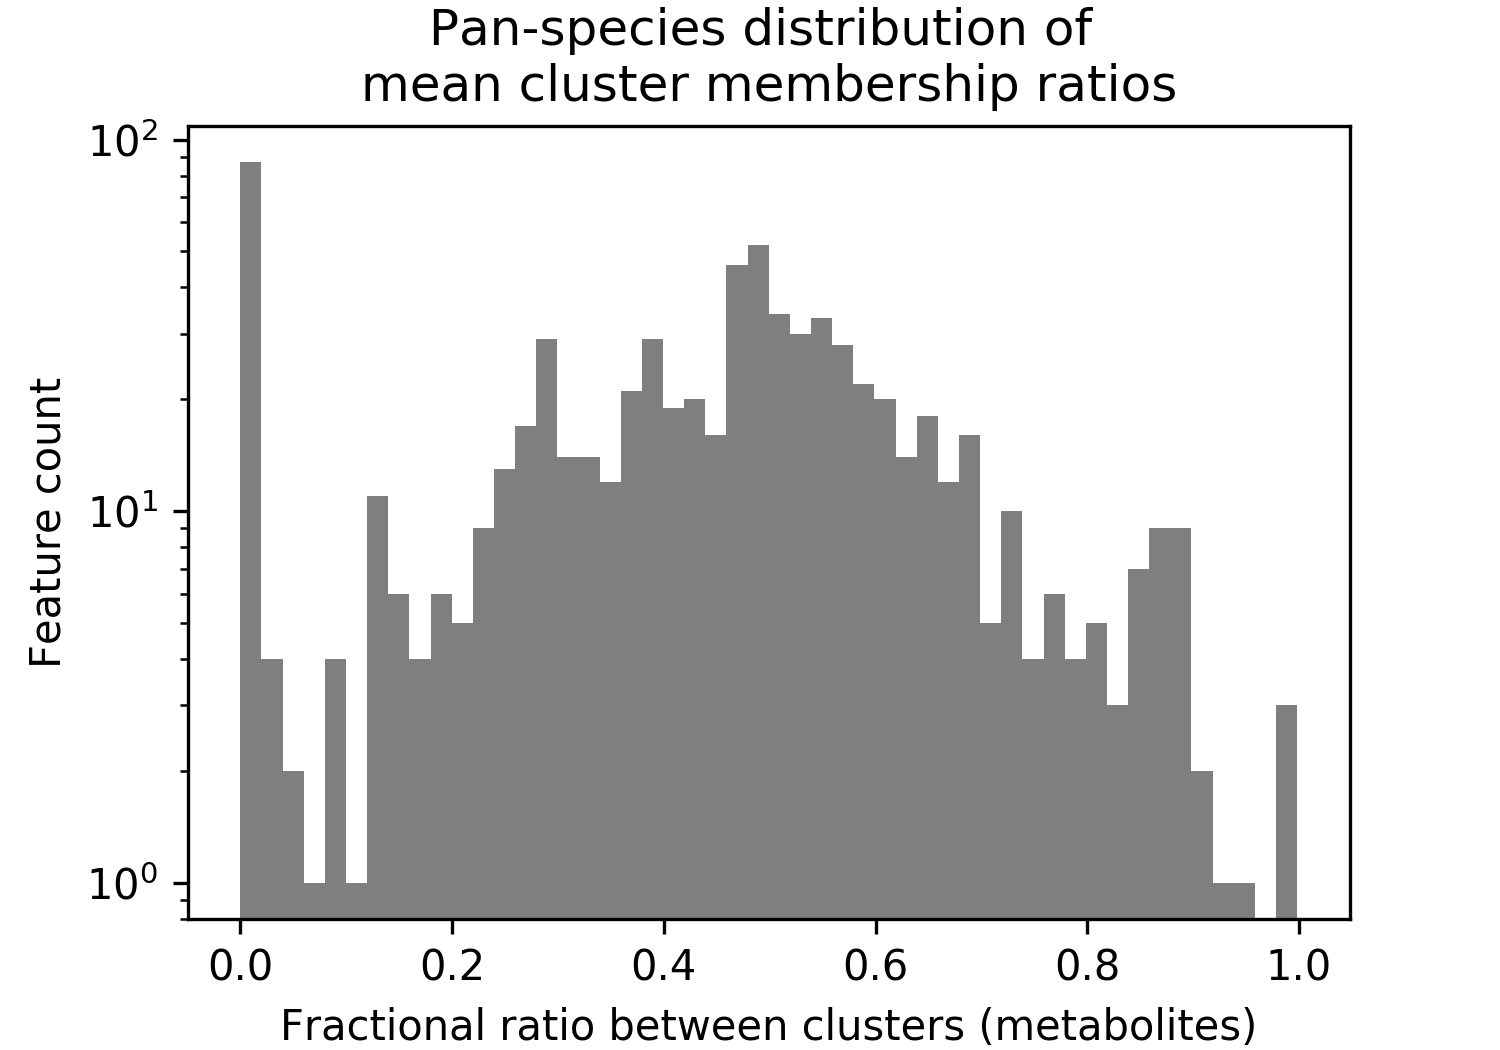 Pan-species distribution of
mean cluster membership ratios
10²
10¹
10⁰
Feature count
0.0 0.2 0.4 0.6 0.8 1.0
Fractional ratio between clusters (metabolites)